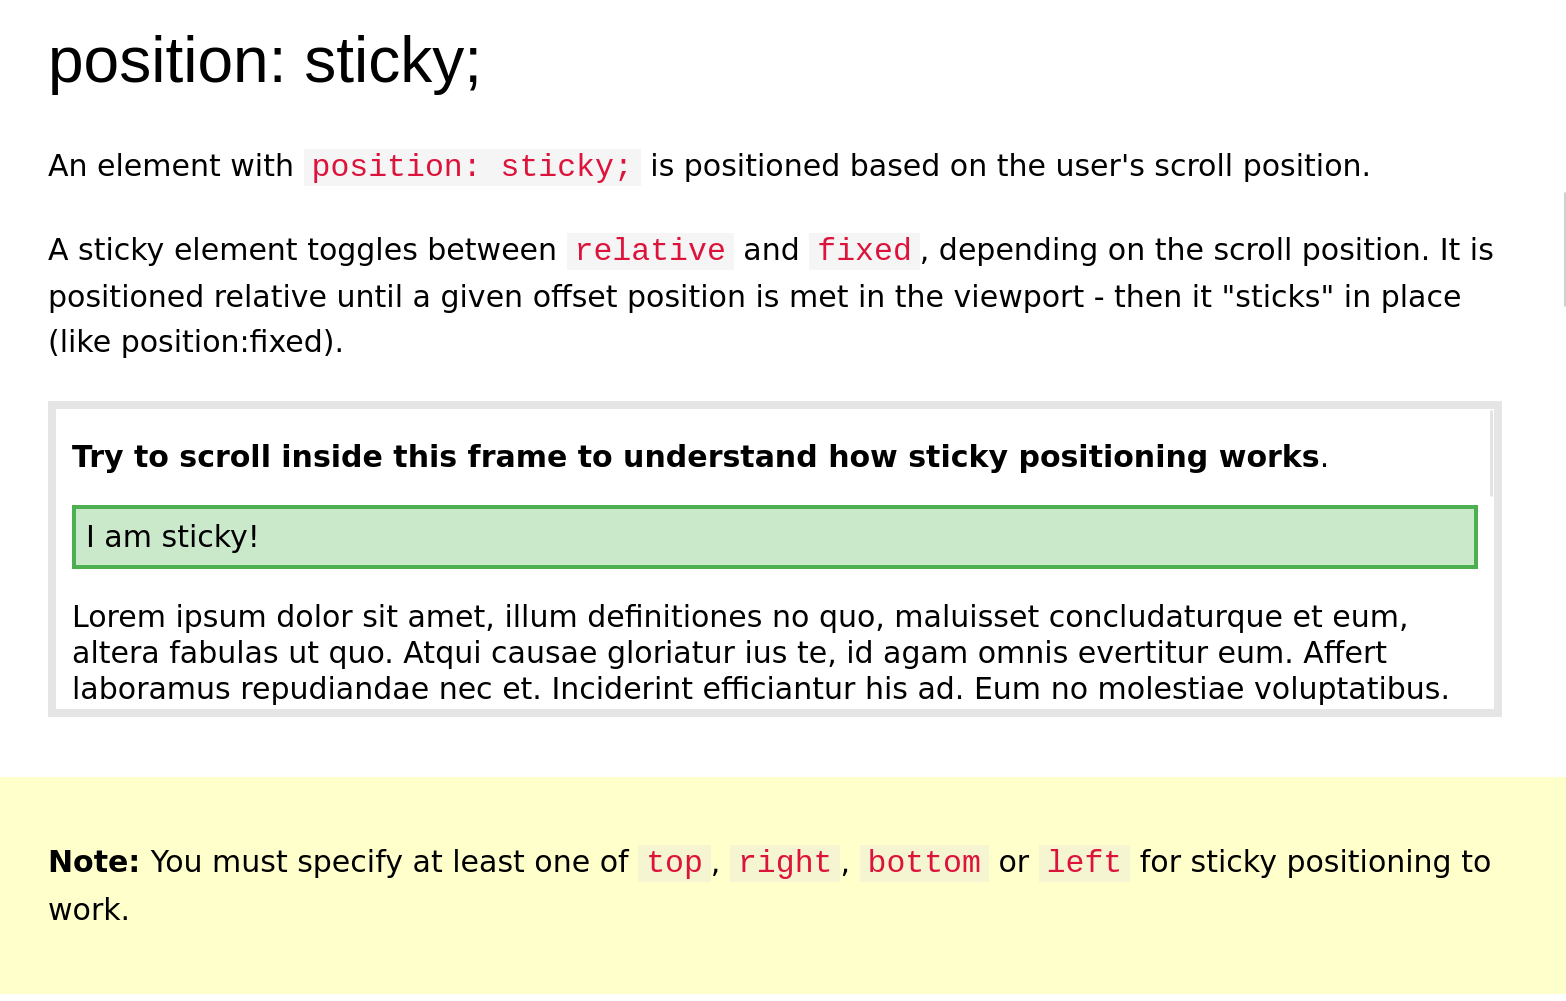 position: sticky;
An element with position: sticky; is positioned based on the user's scroll position.
A sticky element toggles between relative and fixed, depending on the scroll position. It is
positioned relative until a given offset position is met in the viewport - then it "sticks" in place
(like position:fixed).
Try to scroll inside this frame to understand how sticky positioning works.
I am sticky!
Lorem ipsum dolor sit amet, illum definitiones no quo, maluisset concludaturque et eum,
altera fabulas ut quo. Atqui causae gloriatur ius te, id agam omnis evertitur eum. Affert
laboramus repudiandae nec et. Inciderint efficiantur his ad. Eum no molestiae voluptatibus.
Note: You must specify at least one of top, right, bottom or left for sticky positioning to
work.